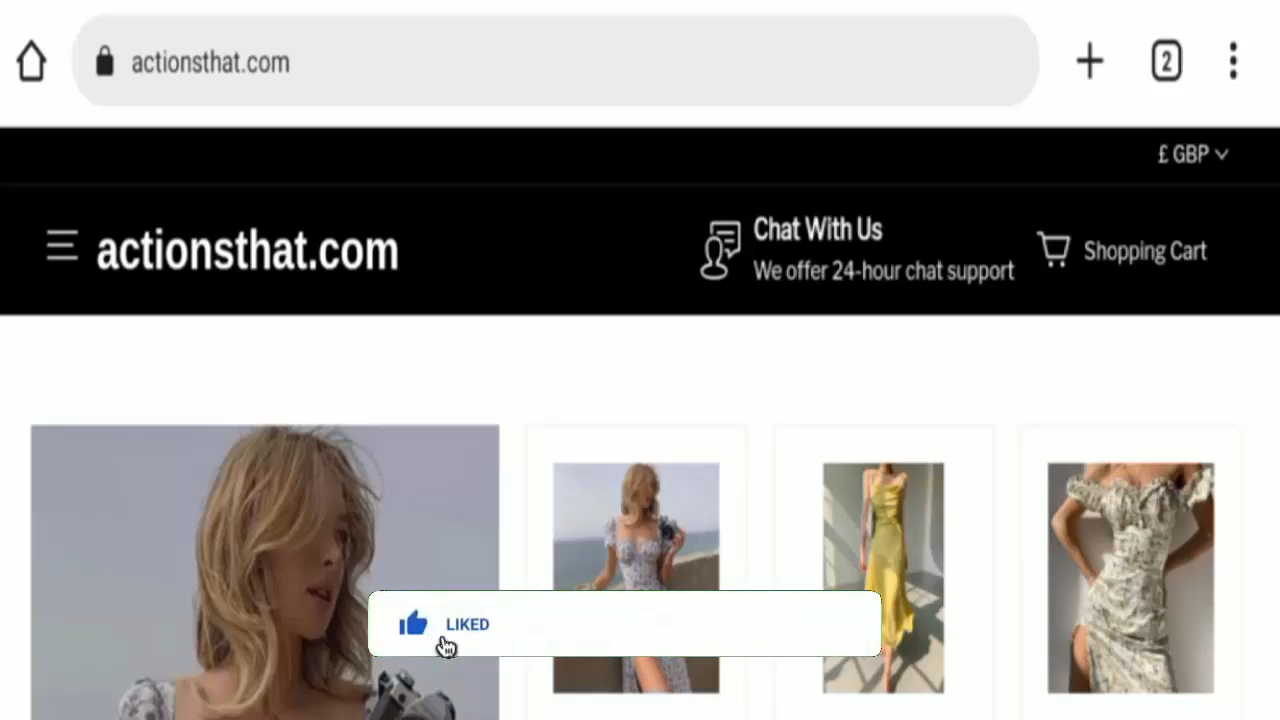 actionsthat.com
2
£ GBP
actionsthat.com
Chat With Us
We offer 24-hour chat support
Shopping Cart
LIKED